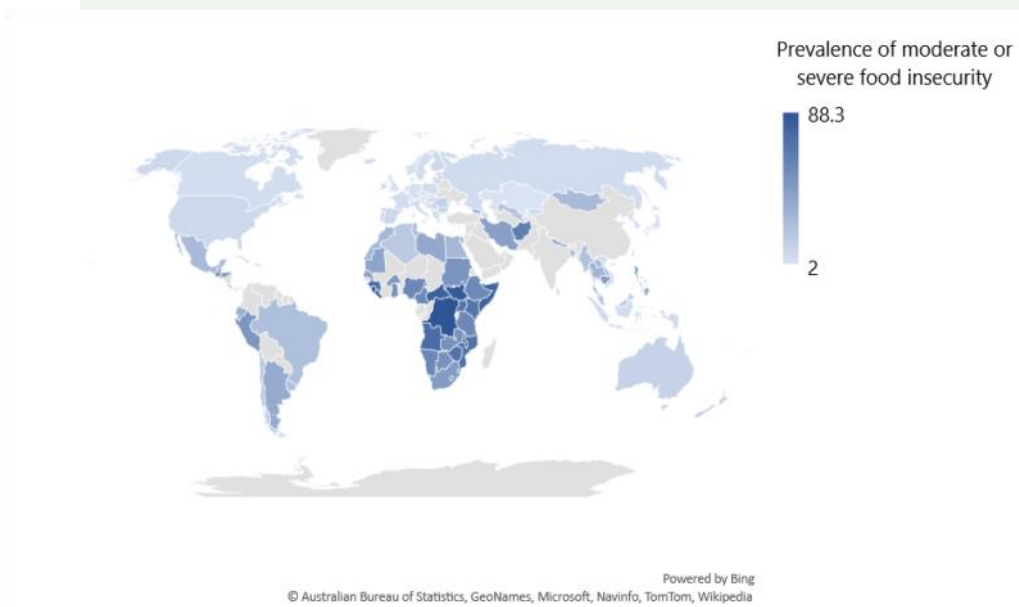 Prevalence of moderate or
severe food insecurity
88.3
2
Powered by Bing
© Australian Bureau of Statistics, GeoNames, Microsoft, Navinfo, TomTom, Wikipedia